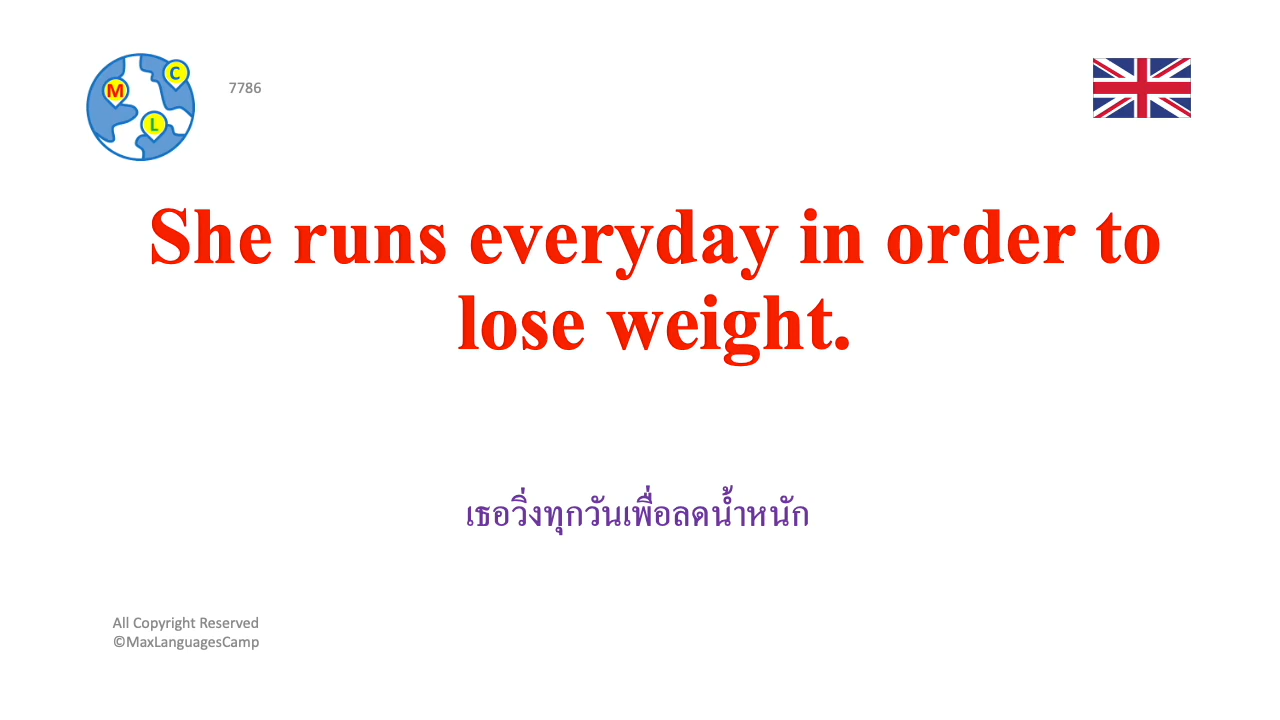 C
M
L
7786
She runs everyday in order to
lose weight.
เธอวิ่งทุกวันเพื่อลดน้ำหนัก
All Copyright Reserved
©MaxLanguagesCamp